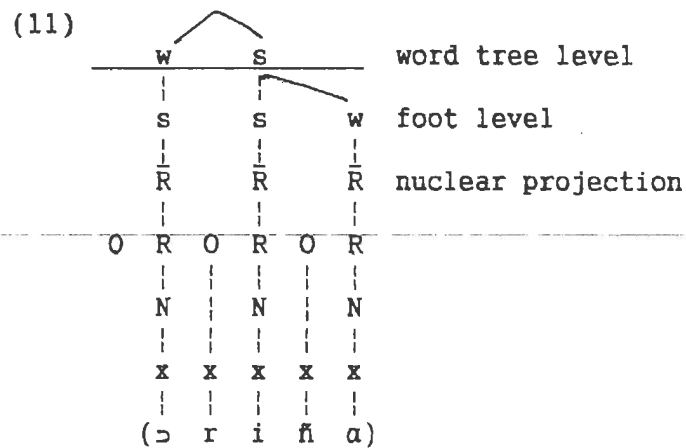 (11)
w s word tree level
s s w foot level
R̄ R̄ R̄ nuclear projection
O R O R O R
N N N
x x x x x
(ɔ r i ñ ɑ)